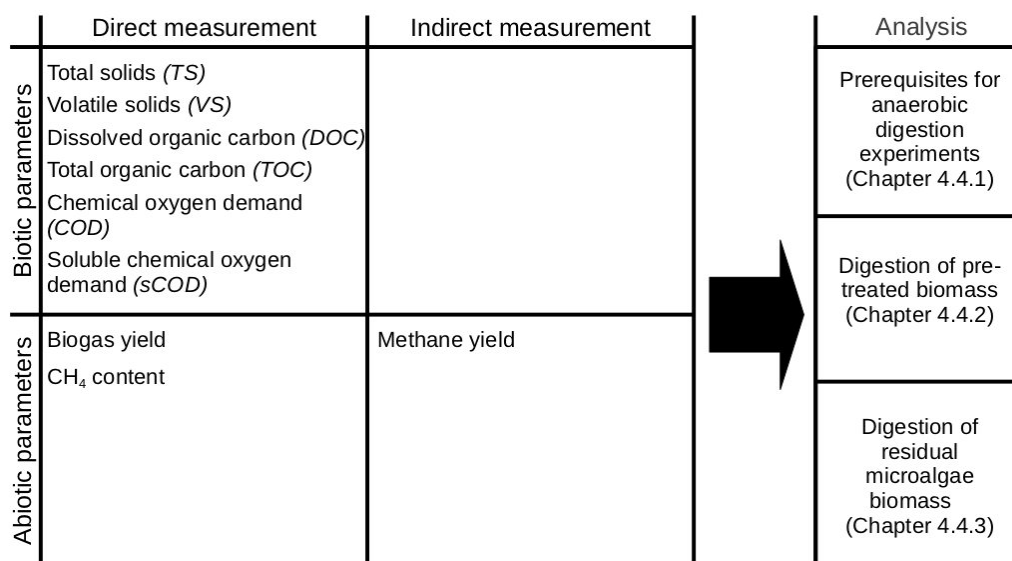 Direct measurement
Indirect measurement
Analysis
Biotic parameters
Total solids (TS)
Volatile solids (VS)
Dissolved organic carbon (DOC)
Total organic carbon (TOC)
Chemical oxygen demand
(COD)
Soluble chemical oxygen
demand (sCOD)
Abiotic parameters
Biogas yield
CH₄ content
Methane yield
Prerequisites for
anaerobic
digestion
experiments
(Chapter 4.4.1)
Digestion of pre-
treated biomass
(Chapter 4.4.2)
Digestion of
residual
microalgae
biomass
(Chapter 4.4.3)